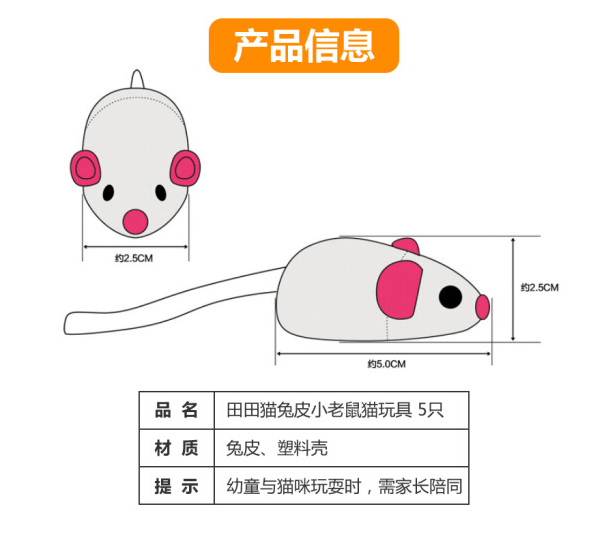 产品信息
约2.5CM
约2.5CM
约5.0CM
品 名 田田猫兔皮小老鼠猫玩具 5只
材 质 兔皮、塑料壳
提 示 幼童与猫咪玩耍时，需家长陪同